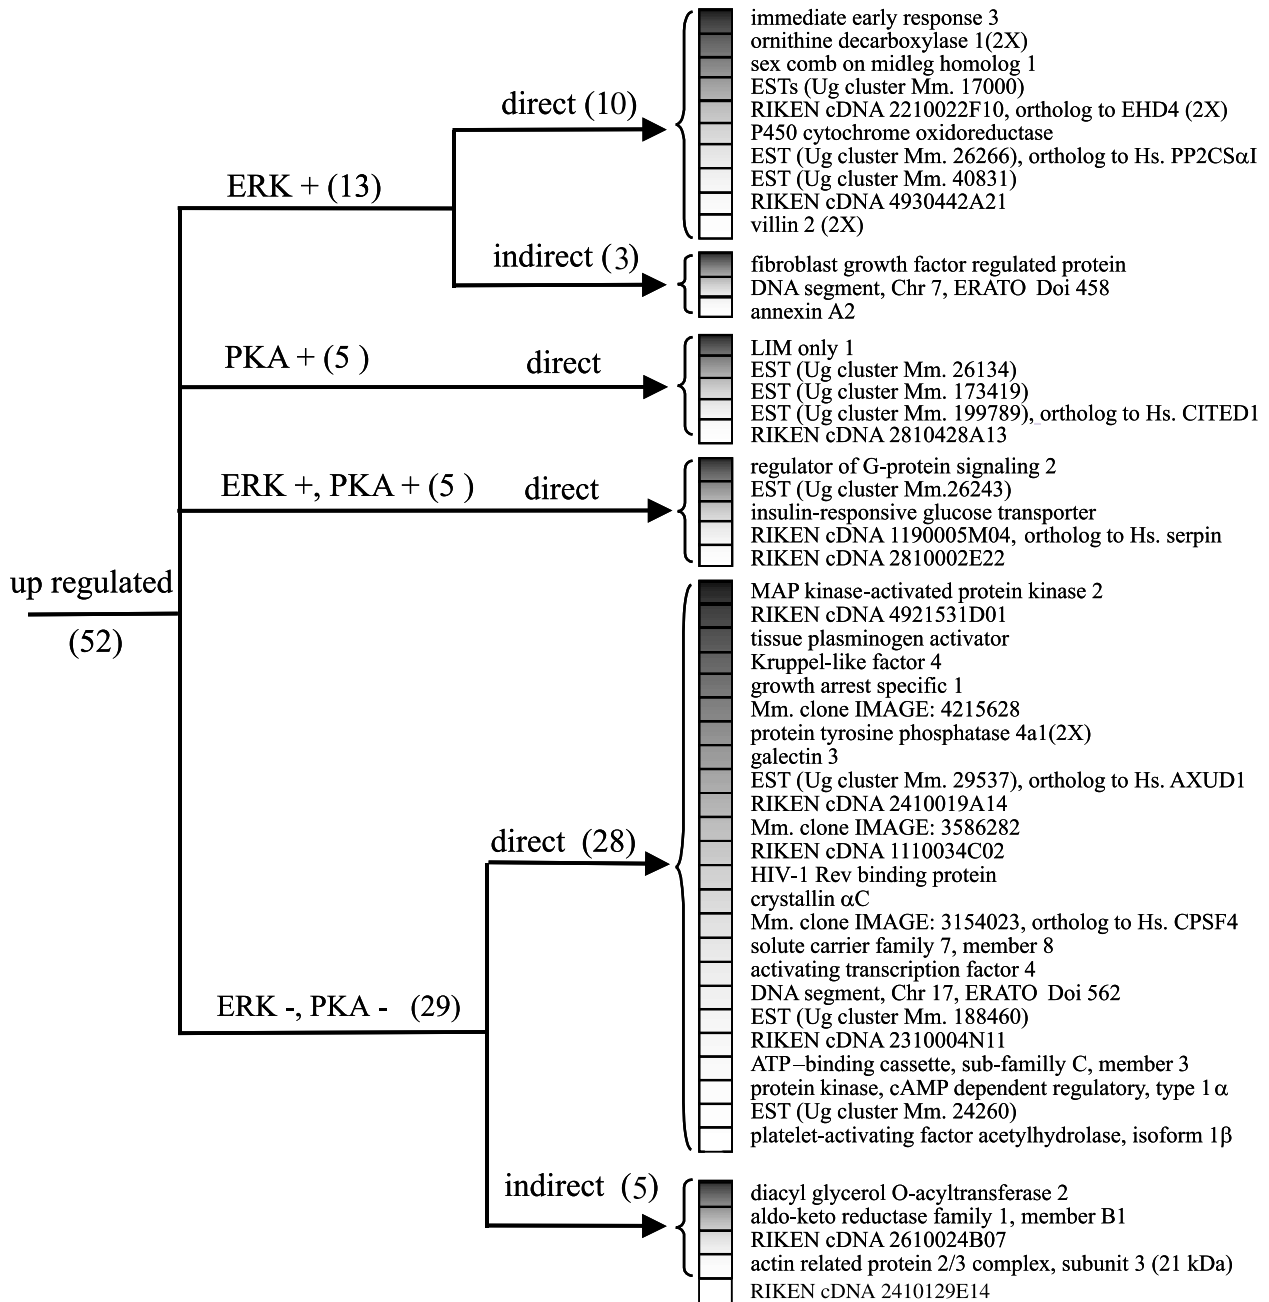 up regulated
(52)
ERK + (13)
direct (10)
immediate early response 3
ornithine decarboxylase 1(2X)
sex comb on midleg homolog 1
ESTs (Ug cluster Mm. 17000)
RIKEN cDNA 2210022F10, ortholog to EHD4 (2X)
P450 cytochrome oxidoreductase
EST (Ug cluster Mm. 26266), ortholog to Hs. PP2CSαI
EST (Ug cluster Mm. 40831)
RIKEN cDNA 4930442A21
villin 2 (2X)
indirect (3)
fibroblast growth factor regulated protein
DNA segment, Chr 7, ERATO Doi 458
annexin A2
PKA + (5 )
direct
LIM only 1
EST (Ug cluster Mm. 26134)
EST (Ug cluster Mm. 173419)
EST (Ug cluster Mm. 199789), ortholog to Hs. CITED1
RIKEN cDNA 2810428A13
ERK +, PKA + (5 )
direct
regulator of G-protein signaling 2
EST (Ug cluster Mm.26243)
insulin-responsive glucose transporter
RIKEN cDNA 1190005M04, ortholog to Hs. serpin
RIKEN cDNA 2810002E22
ERK -, PKA - (29)
direct (28)
MAP kinase-activated protein kinase 2
RIKEN cDNA 4921531D01
tissue plasminogen activator
Kruppel-like factor 4
growth arrest specific 1
Mm. clone IMAGE: 4215628
protein tyrosine phosphatase 4a1(2X)
galectin 3
EST (Ug cluster Mm. 29537), ortholog to Hs. AXUD1
RIKEN cDNA 2410019A14
Mm. clone IMAGE: 3586282
RIKEN cDNA 1110034C02
HIV-1 Rev binding protein
crystallin αC
Mm. clone IMAGE: 3154023, ortholog to Hs. CPSF4
solute carrier family 7, member 8
activating transcription factor 4
DNA segment, Chr 17, ERATO Doi 562
EST (Ug cluster Mm. 188460)
RIKEN cDNA 2310004N11
ATP–binding cassette, sub-familly C, member 3
protein kinase, cAMP dependent regulatory, type 1 α
EST (Ug cluster Mm. 24260)
platelet-activating factor acetylhydrolase, isoform 1β
indirect (5)
diacyl glycerol O-acyltransferase 2
aldo-keto reductase family 1, member B1
RIKEN cDNA 2610024B07
actin related protein 2/3 complex, subunit 3 (21 kDa)
RIKEN cDNA 2410129E14